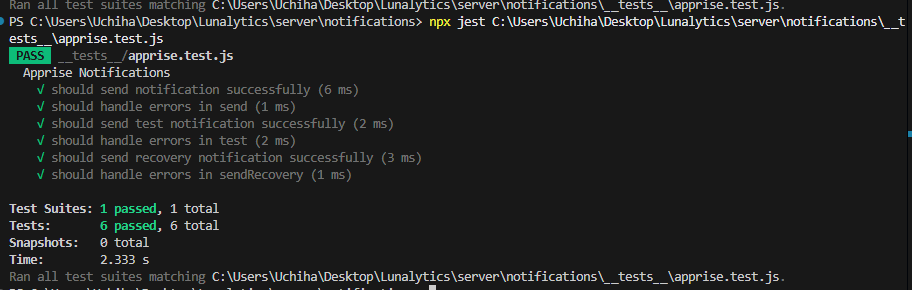 Ran all test suites matching C:\Users\Uchiha\Desktop\Lunalytics\server\notifications\__tests__\apprise.test.js.
PS C:\Users\Uchiha\Desktop\Lunalytics\server\notifications> npx jest C:\Users\Uchiha\Desktop\Lunalytics\server\notifications\__t
ests__\apprise.test.js
PASS __tests__/apprise.test.js
Apprise Notifications
√ should send notification successfully (6 ms)
√ should handle errors in send (1 ms)
√ should send test notification successfully (2 ms)
√ should handle errors in test (2 ms)
√ should send recovery notification successfully (3 ms)
√ should handle errors in sendRecovery (1 ms)
Test Suites: 1 passed, 1 total
Tests: 6 passed, 6 total
Snapshots: 0 total
Time: 2.333 s
Ran all test suites matching C:\Users\Uchiha\Desktop\Lunalytics\server\notifications\__tests__\apprise.test.js.